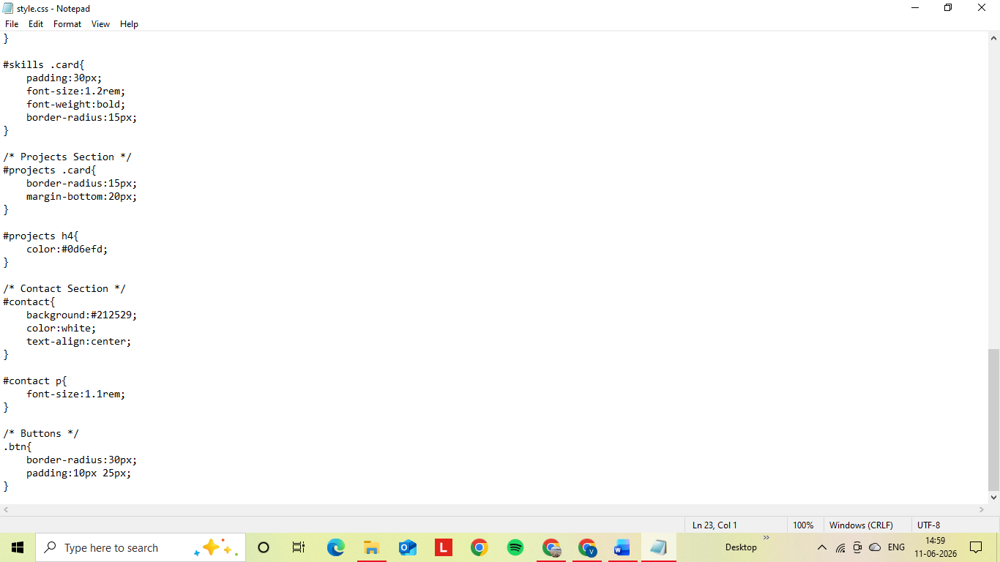 style.css - Notepad
File Edit Format View Help
}
#skills .card{
    padding:30px;
    font-size:1.2rem;
    font-weight:bold;
    border-radius:15px;
}
/* Projects Section */
#projects .card{
    border-radius:15px;
    margin-bottom:20px;
}
#projects h4{
    color:#0d6efd;
}
/* Contact Section */
#contact{
    background:#212529;
    color:white;
    text-align:center;
}
#contact p{
    font-size:1.1rem;
}
/* Buttons */
.btn{
    border-radius:30px;
    padding:10px 25px;
}
Ln 23, Col 1 100% Windows (CRLF) UTF-8
Type here to search L V W Desktop ENG 14:59
11-06-2026